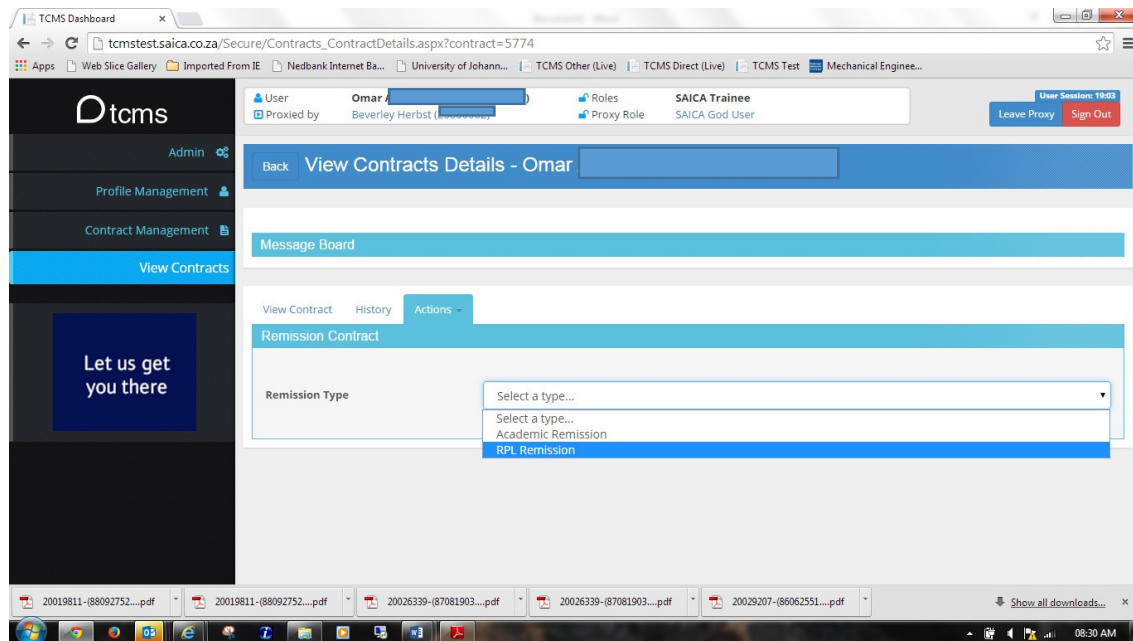 TCMS Dashboard
tcmstest.saica.co.za/Secure/Contracts_ContractDetails.aspx?contract=5774
Apps Web Slice Gallery Imported From IE Nedbank Internet Ba... University of Johann... TCMS Other (Live) TCMS Direct (Live) TCMS Test Mechanical Enginee...
tcms
User Omar Roles SAICA Trainee
Proxied by Beverley Herbst ( Proxy Role SAICA God User
User Session: 19:03
Leave Proxy Sign Out
Admin
Back View Contracts Details - Omar
Profile Management
Contract Management
Message Board
View Contracts
View Contract History Actions
Remission Contract
Let us get
you there
Remission Type Select a type...
Select a type...
Academic Remission
RPL Remission
20019811-(88092752....pdf 20019811-(88092752....pdf 20026339-(87081903....pdf 20026339-(87081903....pdf 20029207-(86062551....pdf Show all downloads...
08:30 AM